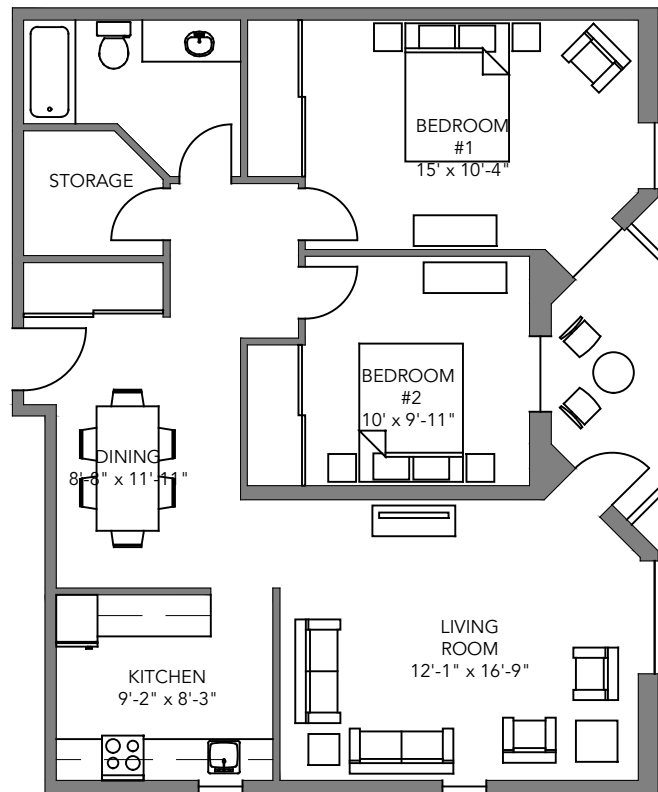 BEDROOM
#1
15' x 10'-4"
STORAGE
BEDROOM
#2
10' x 9'-11"
DINING
8'-8" x 11'-11"
LIVING
ROOM
12'-1" x 16'-9"
KITCHEN
9'-2" x 8'-3"